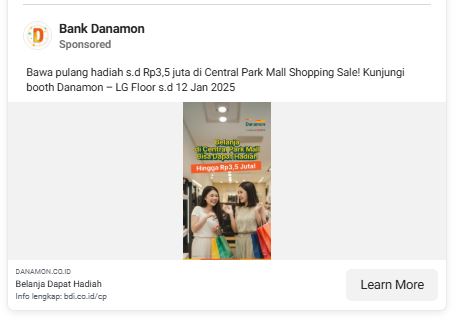 Bank Danamon
Sponsored
Bawa pulang hadiah s.d Rp3,5 juta di Central Park Mall Shopping Sale! Kunjungi
booth Danamon – LG Floor s.d 12 Jan 2025
Danamon
Belanja
di Central Park Mall
Bisa Dapat Hadiah
Hingga Rp3,5 Juta!
DANAMON.CO.ID
Belanja Dapat Hadiah
Info lengkap: bdi.co.id/cp
Learn More